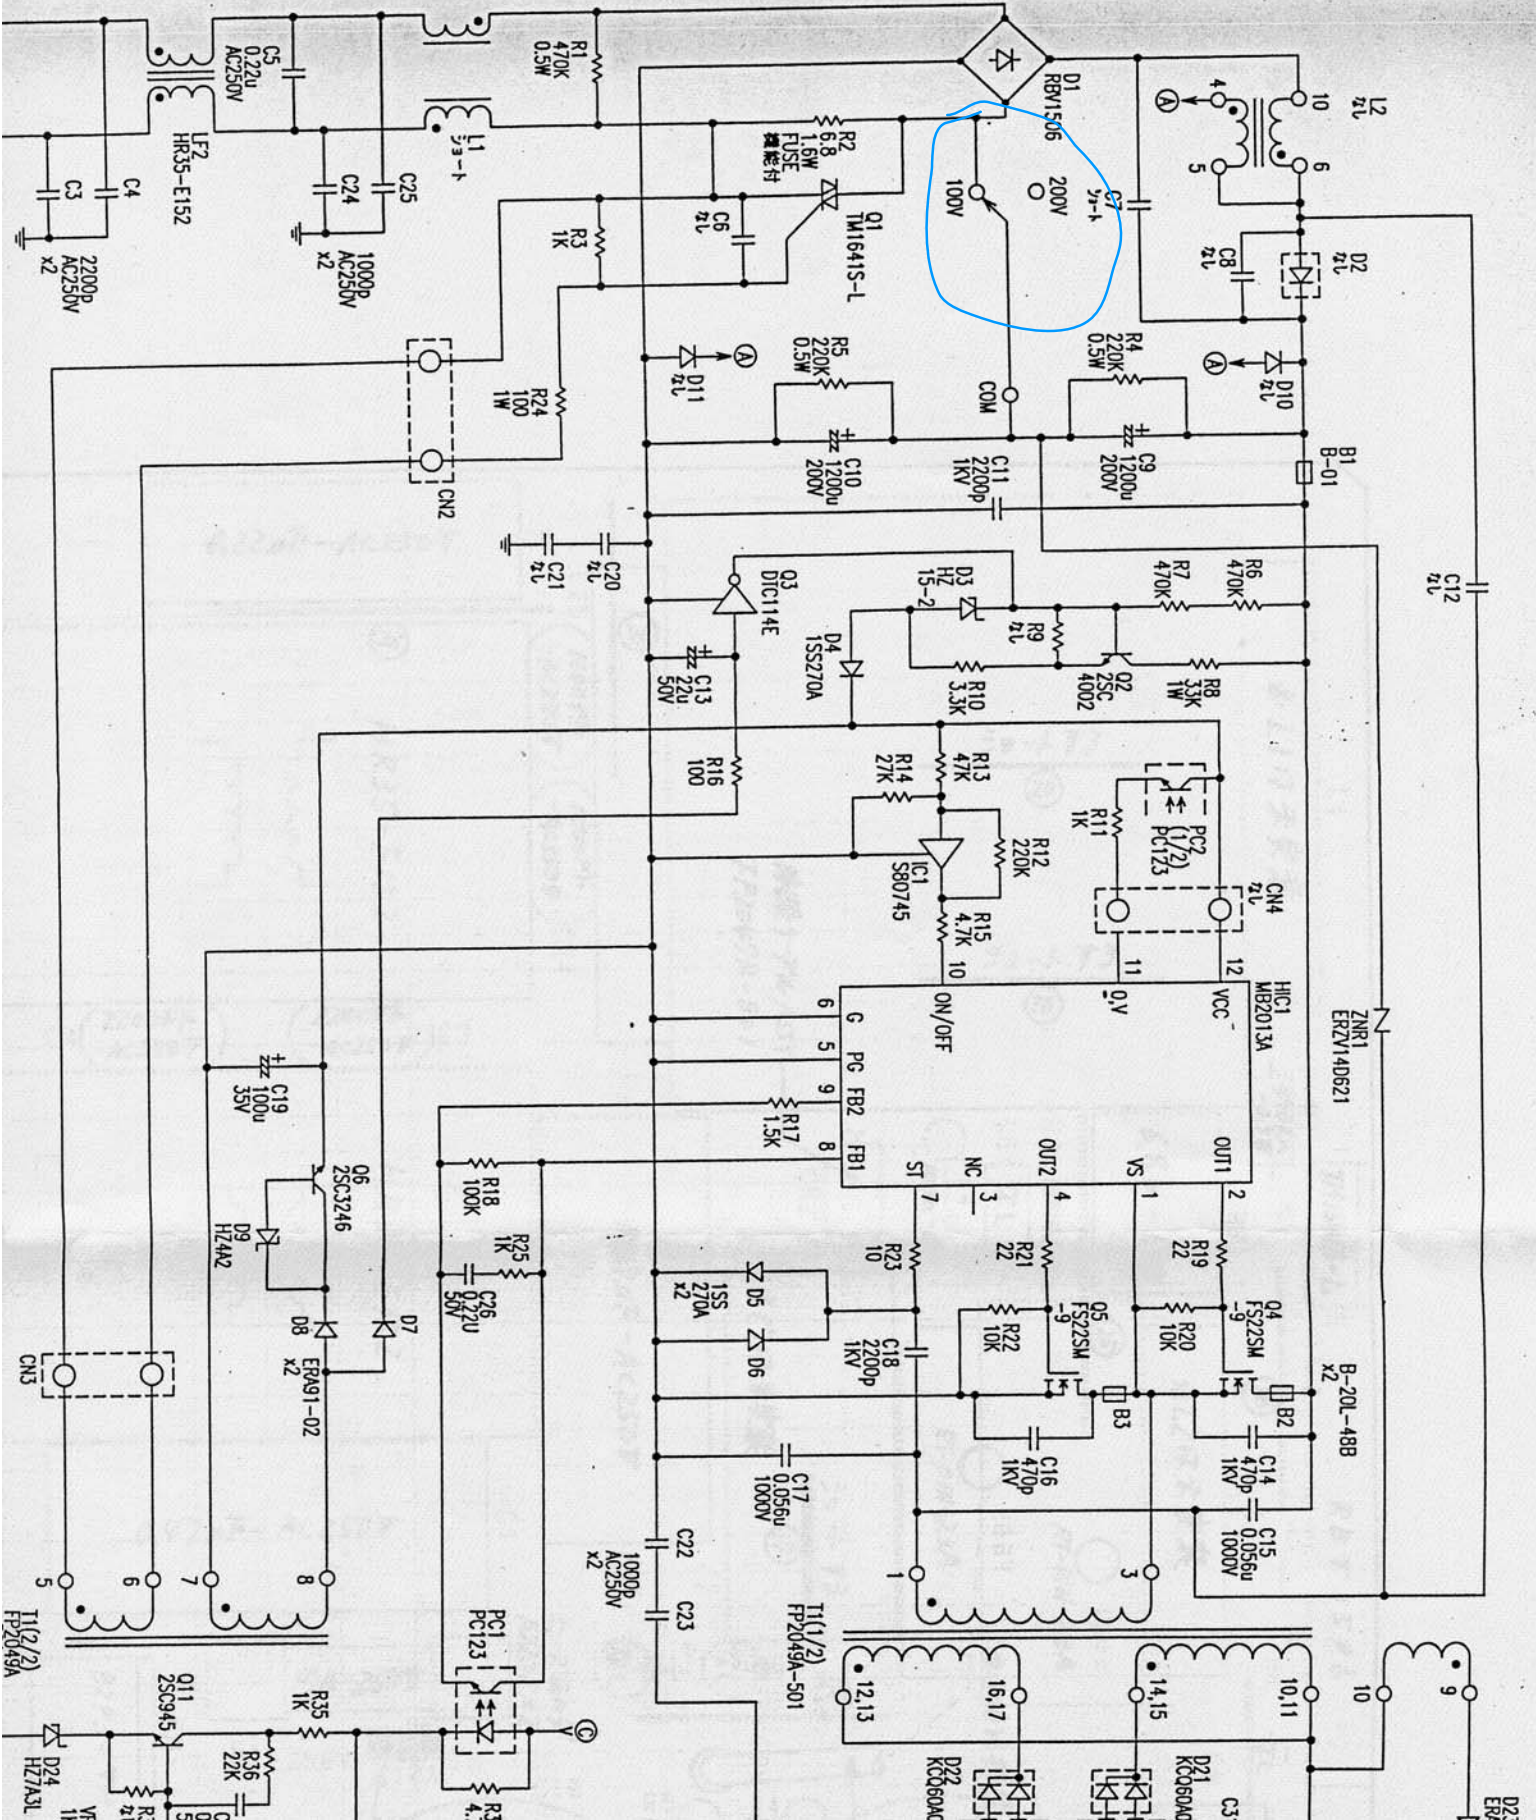 C5
0.22u
AC250V
LF2
HR35-E152
C3
C4
2200p
AC250V
x2
C24
C25
1000p
AC250V
x2
L1
ショート
R1
470K
0.5W
R2
6.8
1.6W
FUSE
機能付
Q1
TM1641S-L
C6
なし
R3
1K
R24
100
1W
CN2
D1
RBV1506
100V
200V
C7
ショート
L2
なし
4
10
5
6
A
C8
なし
D2
なし
D10
なし
A
D11
なし
A
R5
220K
0.5W
R4
220K
0.5W
COM
C10
1200u
200V
C9
1200u
200V
C11
2200p
1KV
B1
B-01
C12
なし
C20
なし
C21
なし
Q3
DTC114E
D3
HZ
15-2
R9
なし
R7
470K
R6
470K
D4
1SS270A
R10
3.3K
Q2
2SC
4002
R8
33K
1W
C13
22u
50V
R16
100
R14
27K
R13
47K
R12
220K
IC1
S80745
R15
4.7K
R11
1K
PC2
(1/2)
PC123
CN4
なし
10
11
12
HIC1
MB2013A
ON/OFF
O,V
VCC
6
G
5
PG
9
FB2
8
FB1
ST
NC
OUT2
VS
OUT1
7
3
4
1
2
ZNR1
ERZV14D621
R17
1.5K
R18
100K
R25
1K
C26
0.22U
50V
C19
100u
35V
Q6
2SC3246
D9
HZ4A2
D8
D7
ERA91-02
x2
CN3
R23
10
R21
22
R19
22
D5
1SS
270A
x2
D6
C18
2200p
1KV
R22
10K
Q5
FS22SM
-9
R20
10K
Q4
FS22SM
-9
B3
B2
B-20L-48B
x2
C16
470p
1KV
C14
470p
1KV
C17
0.056u
1000V
C15
0.056u
1000V
C22
C23
1000p
AC250V
x2
5
6
7
8
1
3
T1(2/2)
FP2049A
T1(1/2)
FP2049A-501
PC1
PC123
C
12,13
16,17
14,15
10,11
10
9
Q11
2SC945
R35
1K
R36
22K
D24
HZ7A3L
D22
D21